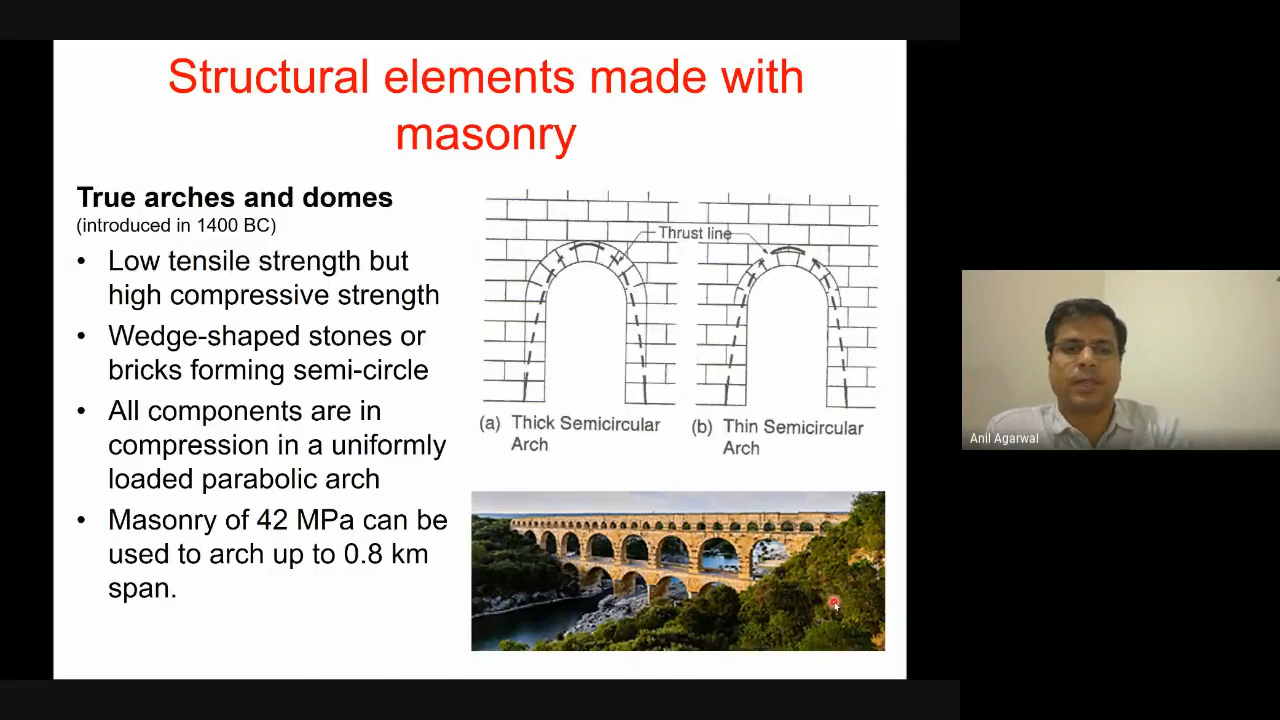 Structural elements made with
masonry
True arches and domes
(introduced in 1400 BC)
• Low tensile strength but
high compressive strength
• Wedge-shaped stones or
bricks forming semi-circle
• All components are in
compression in a uniformly
loaded parabolic arch
• Masonry of 42 MPa can be
used to arch up to 0.8 km
span.
Thrust line
(a) Thick Semicircular
Arch
(b) Thin Semicircular
Arch
Anil Agarwal